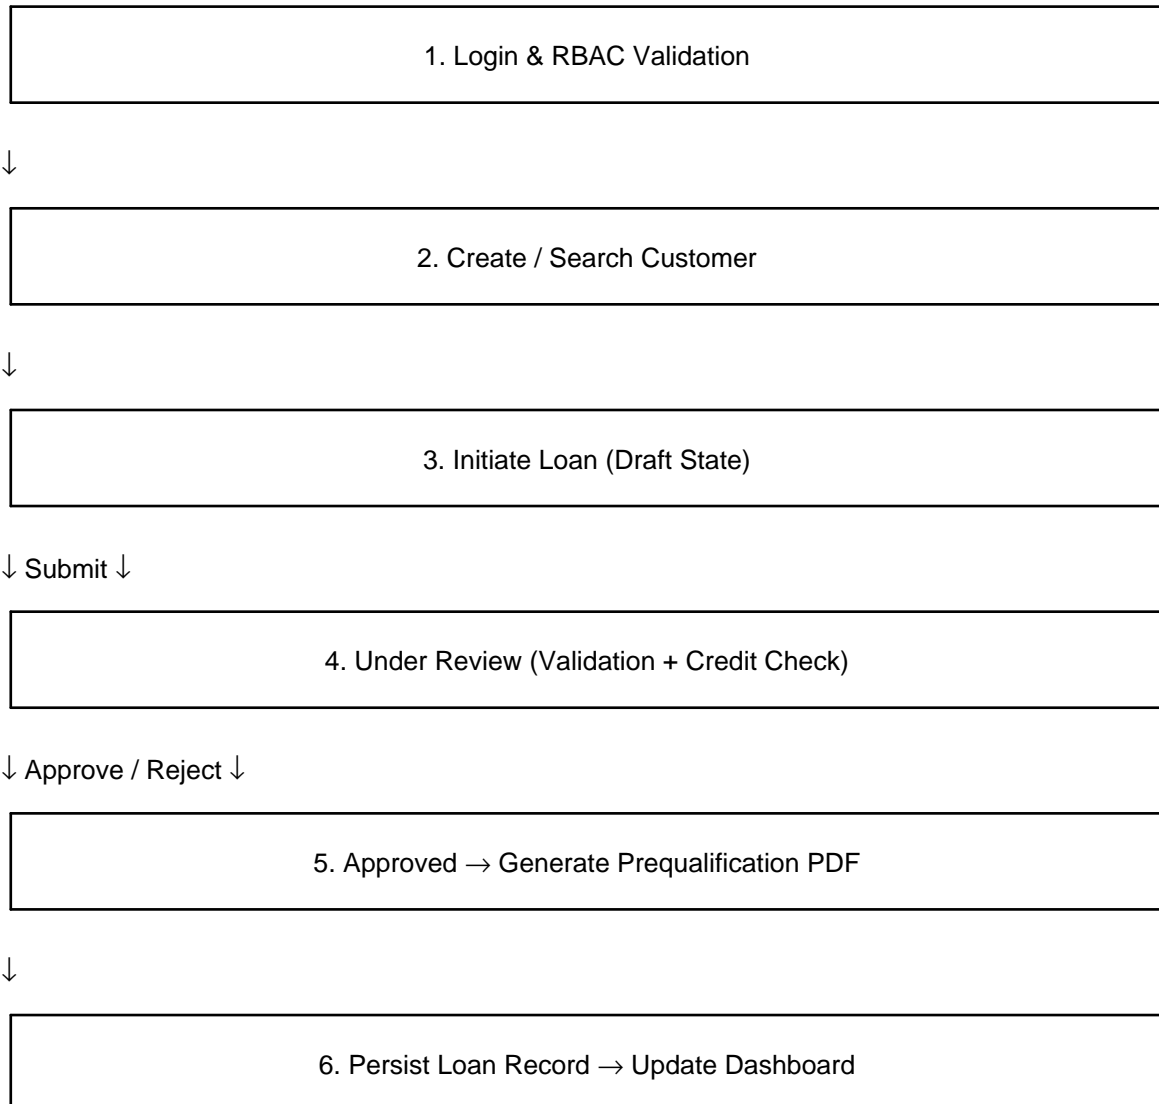 1. Login & RBAC Validation
↓
2. Create / Search Customer
↓
3. Initiate Loan (Draft State)
↓ Submit ↓
4. Under Review (Validation + Credit Check)
↓ Approve / Reject ↓
5. Approved → Generate Prequalification PDF
↓
6. Persist Loan Record → Update Dashboard